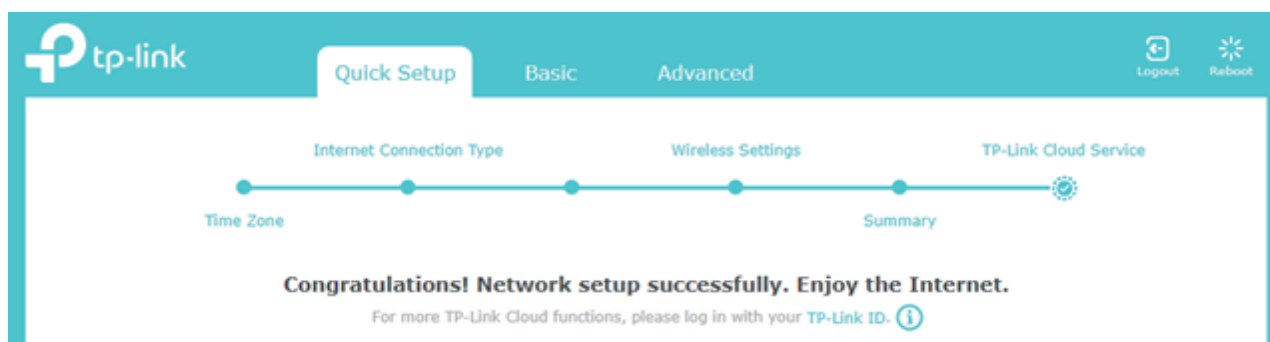 tp-link
Quick Setup Basic Advanced Logout Reboot
Internet Connection Type Wireless Settings TP-Link Cloud Service
Time Zone Summary
Congratulations! Network setup successfully. Enjoy the Internet.
For more TP-Link Cloud functions, please log in with your TP-Link ID.